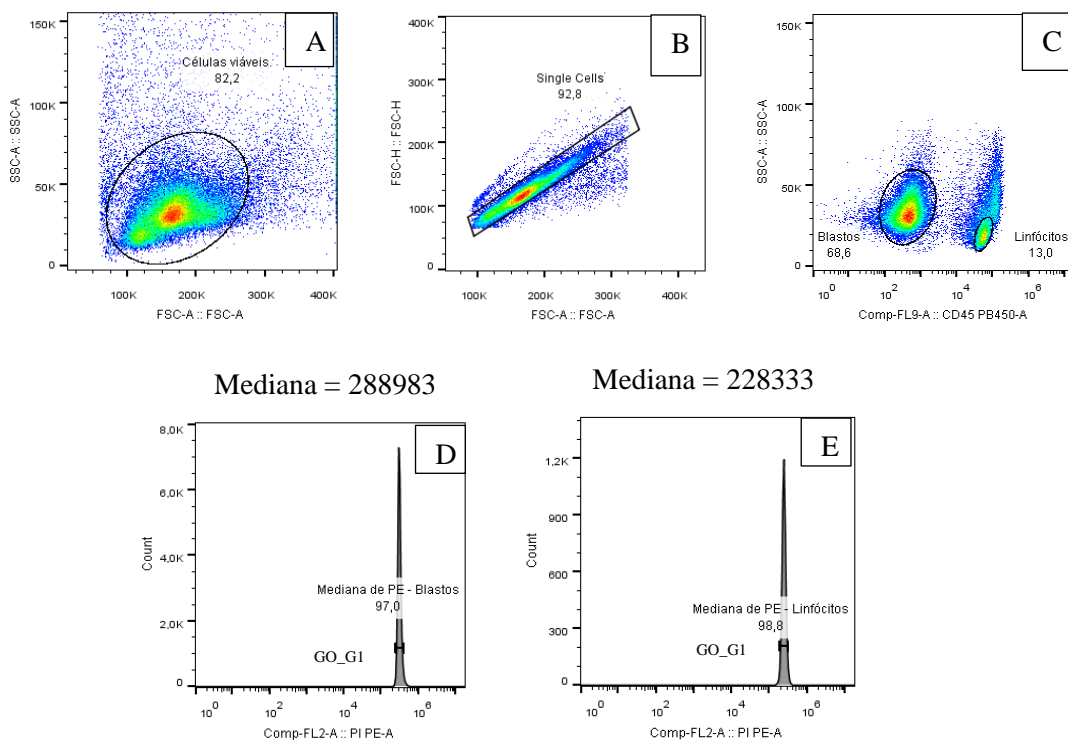 A
Células viáveis
82,2
150K
100K
50K
0
SSC-A :: SSC-A
100K
200K
300K
400K
FSC-A :: FSC-A
B
Single Cells
92,8
400K
300K
200K
100K
0
FSC-H :: FSC-H
100K
200K
300K
400K
FSC-A :: FSC-A
C
150K
100K
50K
0
SSC-A :: SSC-A
Blastos
68,6
Linfócitos
13,0
10^0
10^2
10^4
10^6
Comp-FL9-A :: CD45 PB450-A
Mediana = 288983
D
8,0K
6,0K
4,0K
2,0K
0
Count
Mediana de PE - Blastos
97,0
GO_G1
10^0
10^2
10^4
10^6
Comp-FL2-A :: PI PE-A
Mediana = 228333
E
1,2K
900
600
300
0
Count
Mediana de PE - Linfócitos
98,8
GO_G1
10^0
10^2
10^4
10^6
Comp-FL2-A :: PI PE-A